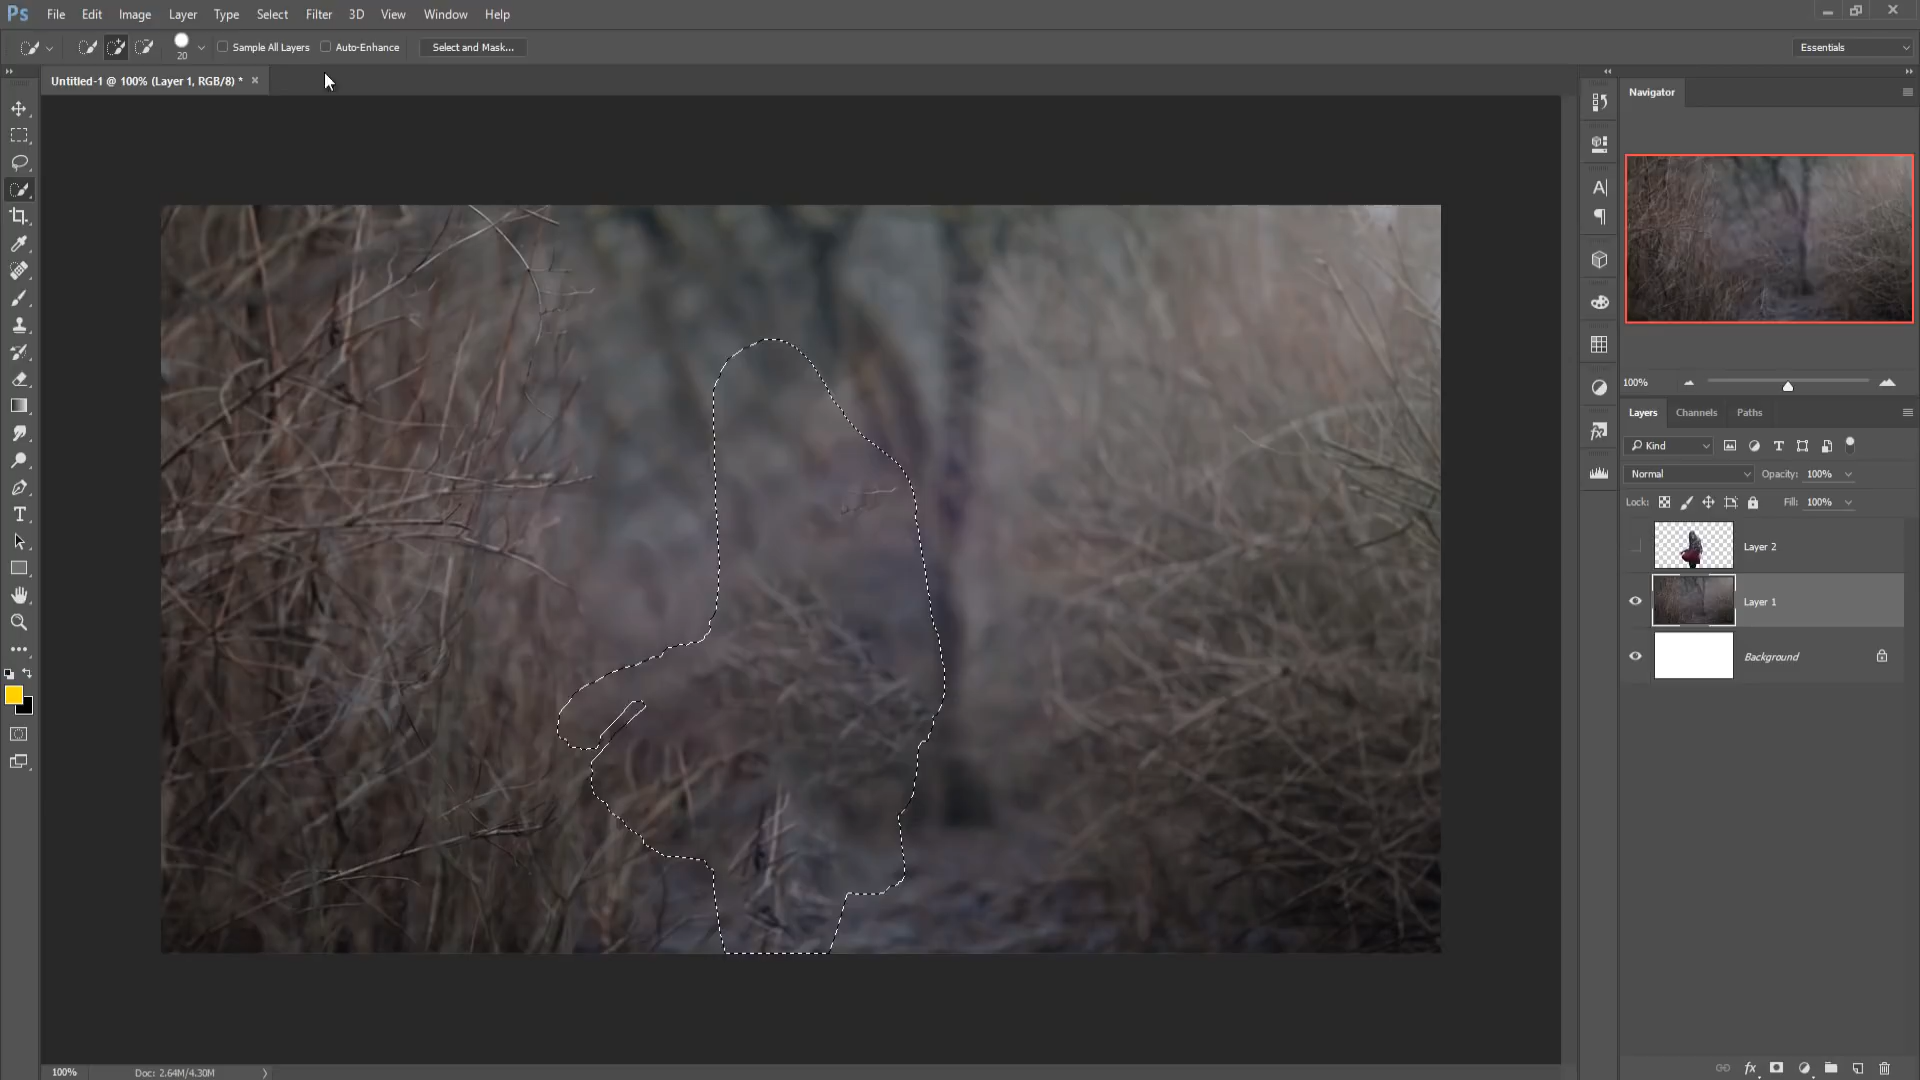 Ps File Edit Image Layer Type Select Filter 3D View Window Help
20 Sample All Layers Auto-Enhance Select and Mask... Essentials
Untitled-1 @ 100% (Layer 1, RGB/8) * ×
Navigator
100%
Layers Channels Paths
Kind
Normal Opacity: 100%
Lock: Fill: 100%
Layer 2
Layer 1
Background
100% Doc: 2.64M/4.30M